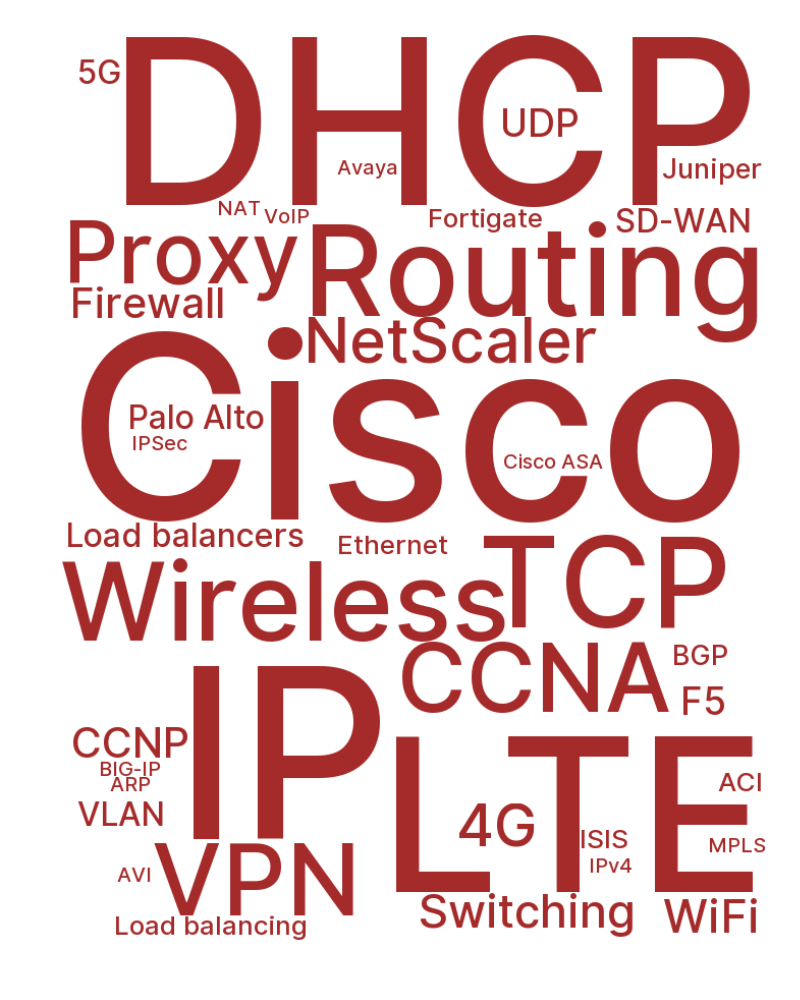 5G
DHCP
UDP
Avaya
Juniper
NAT
VoIP
Fortigate
SD-WAN
Proxy
Routing
Firewall
NetScaler
Cisco
Palo Alto
IPSec
Cisco ASA
Load balancers
Ethernet
TCP
Wireless
CCNA
BGP
F5
IP
CCNP
BIG-IP
ARP
VLAN
LTE
ACI
4G
ISIS
MPLS
IPv4
VPN
AVI
Load balancing
Switching
WiFi